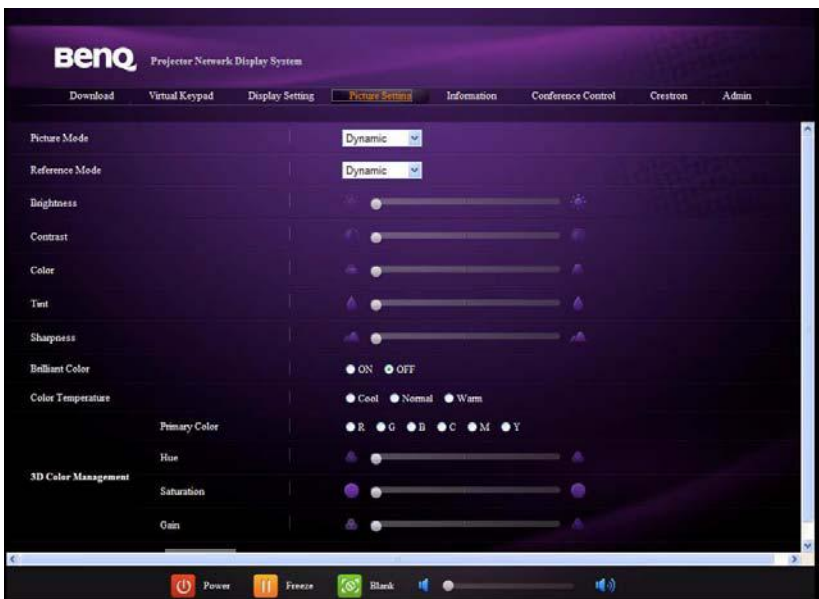 BenQ Projector Network Display System
Download Virtual Keypad Display Setting Picture Setting Information Conference Control Crestron Admin
Picture Mode Dynamic
Reference Mode Dynamic
Brightness
Contrast
Color
Tint
Sharpness
Brilliant Color ON OFF
Color Temperature Cool Normal Warm
Primary Color R G B C M Y
Hue
3D Color Management
Saturation
Gain
Power Freeze Blank